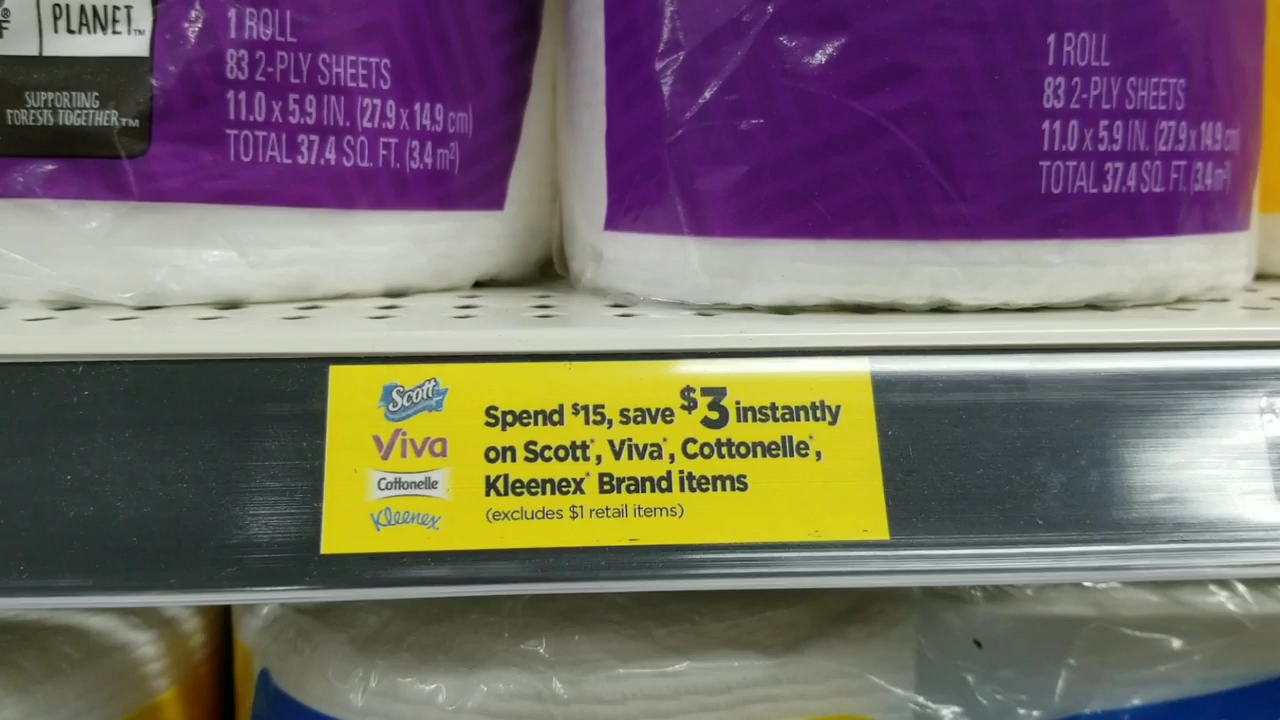 PLANET™
SUPPORTING
FORESTS TOGETHER™
1 ROLL
83 2-PLY SHEETS
11.0 x 5.9 IN. (27.9 x 14.9 cm)
TOTAL 37.4 SQ. FT. (3.4 m²)
1 ROLL
83 2-PLY SHEETS
11.0 x 5.9 IN. (27.9 x 14.9 cm)
TOTAL 37.4 SQ. FT. (3.4 m²)
Scott
Viva
Cottonelle
Kleenex
Spend $15, save $3 instantly
on Scott*, Viva*, Cottonelle*,
Kleenex* Brand items
(excludes $1 retail items)